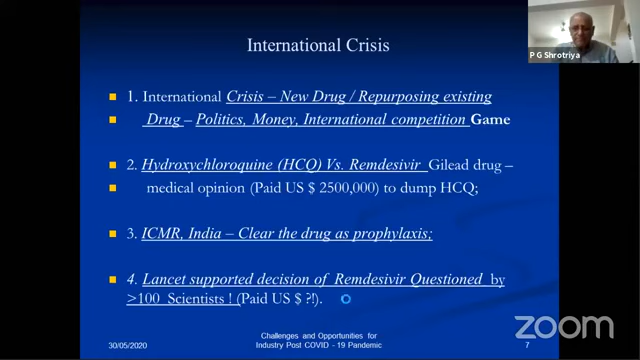 International Crisis
P G Shrotriya
1. International Crisis – New Drug / Repurposing existing
Drug – Politics, Money, International competition Game
2. Hydroxychloroquine (HCQ) Vs. Remdesivir Gilead drug –
medical opinion (Paid US $ 2500,000) to dump HCQ;
3. ICMR, India – Clear the drug as prophylaxis;
4. Lancet supported decision of Remdesivir Questioned by
>100 Scientists ! (Paid US $ ?!).
30/05/2020
Challenges and Opportunities for
Industry Post COVID - 19 Pandemic
7
zoom